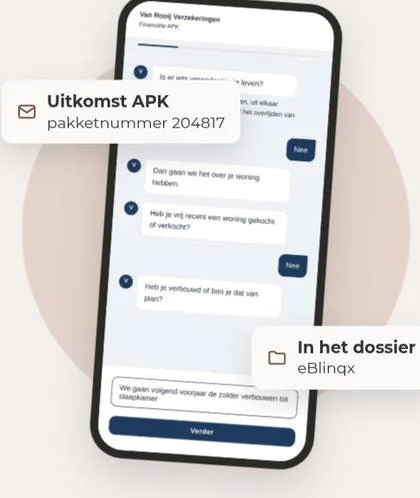 Van Rooij Verzekeringen
Financiële APK
V
Is er iets veranderd in je leven?
en, uit elkaar
het overlijden van
Uitkomst APK
pakketnummer 204817
Nee
V
Dan gaan we het over je woning
hebben.
V
Heb je vrij recent een woning gekocht
of verkocht?
Nee
V
Heb je verbouwd of ben je dat van
plan?
In het dossier
eBlinqx
We gaan volgend voorjaar de zolder verbouwen tot
slaapkamer
Verder